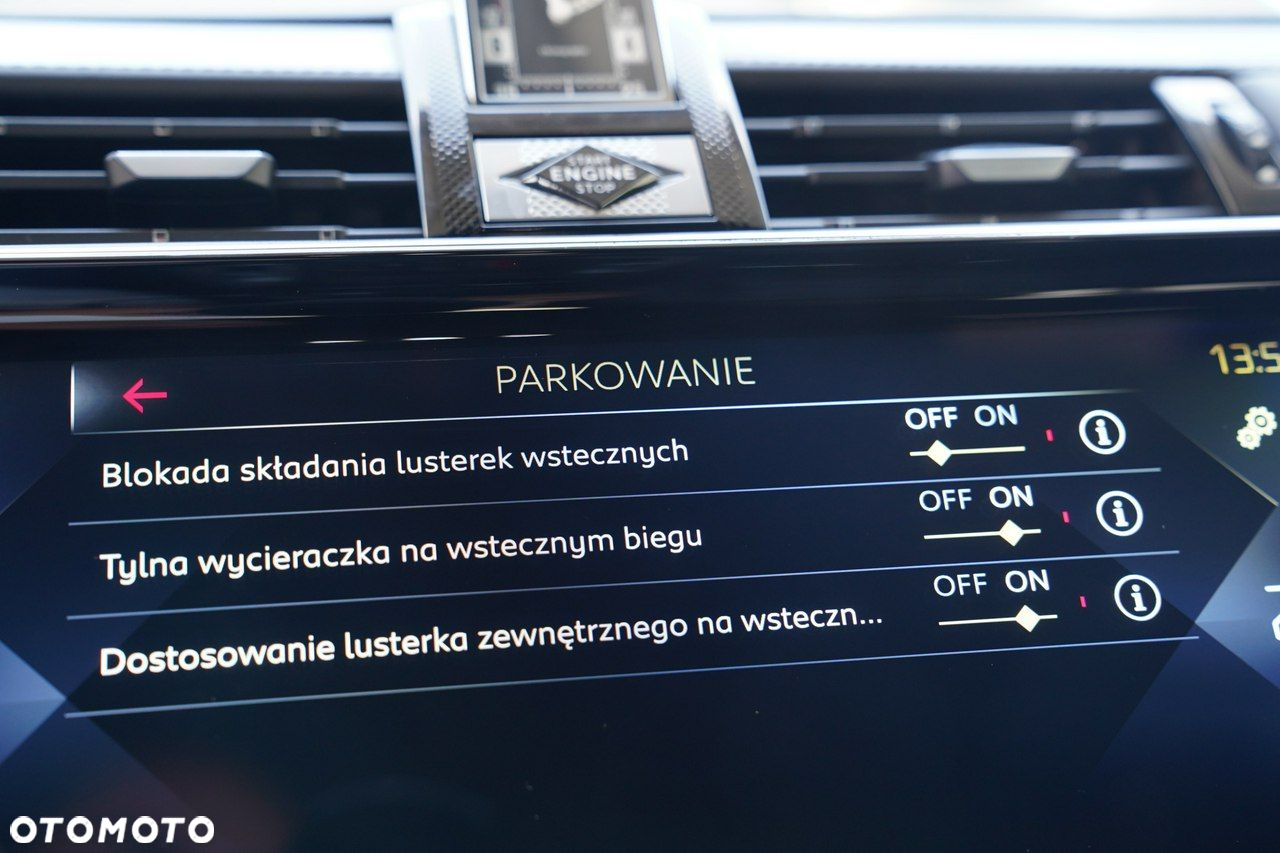 START
ENGINE
STOP
PARKOWANIE
13:5
OFF ON
Blokada składania lusterek wstecznych
OFF ON
Tylna wycieraczka na wstecznym biegu
OFF ON
Dostosowanie lusterka zewnętrznego na wsteczn...
OTOMOTO